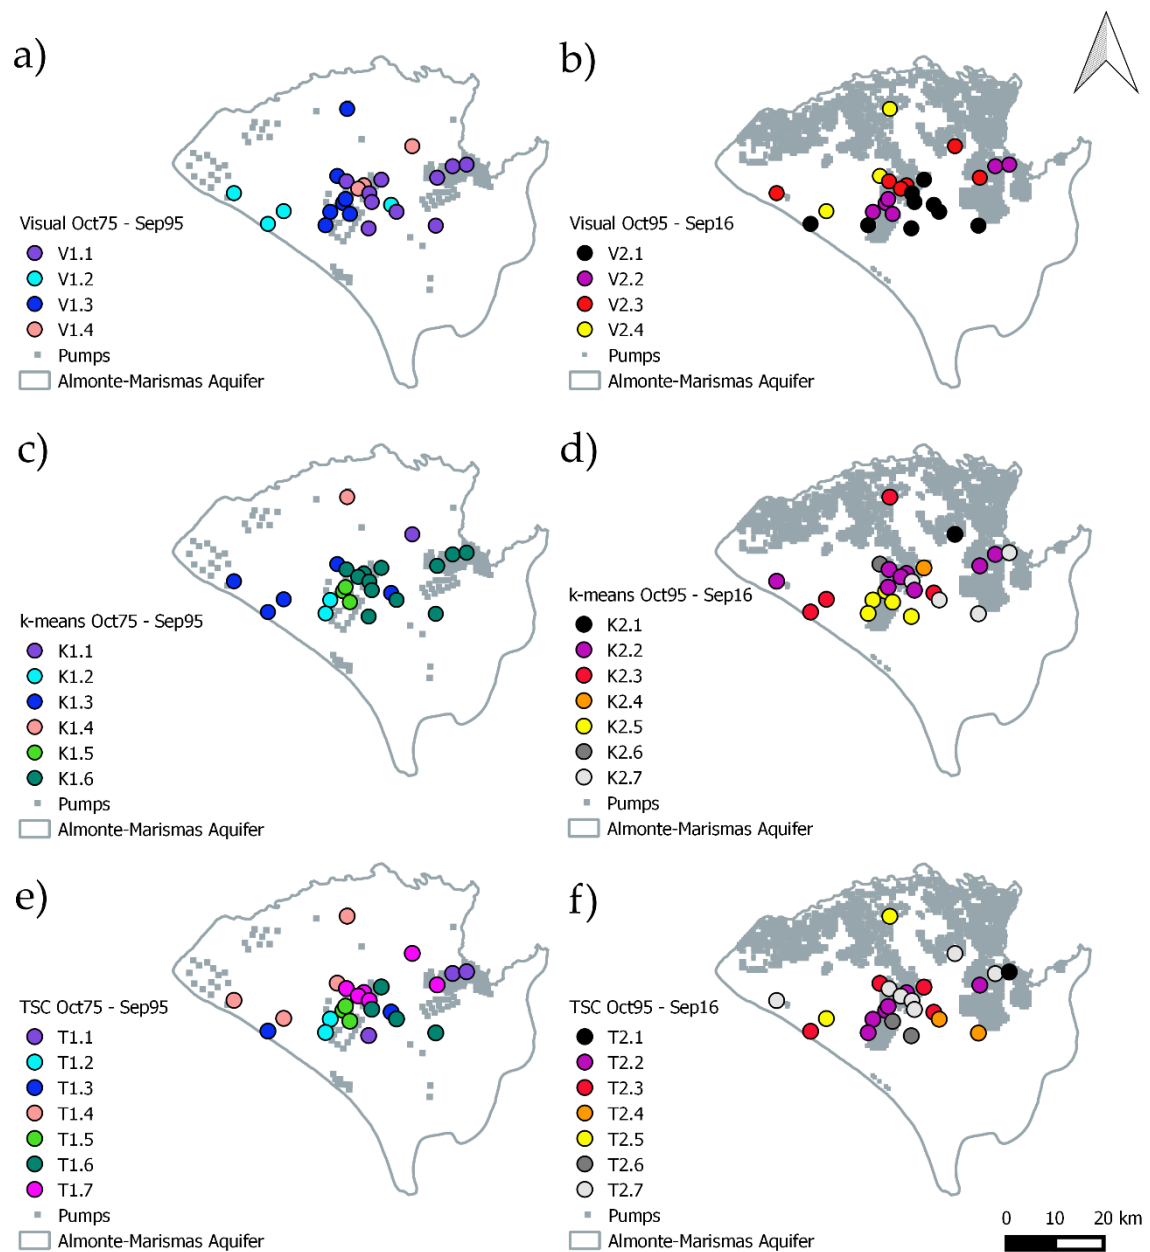 a)
Visual Oct75 - Sep95
V1.1
V1.2
V1.3
V1.4
Pumps
Almonte-Marismas Aquifer
b)
Visual Oct95 - Sep16
V2.1
V2.2
V2.3
V2.4
Pumps
Almonte-Marismas Aquifer
c)
k-means Oct75 - Sep95
K1.1
K1.2
K1.3
K1.4
K1.5
K1.6
Pumps
Almonte-Marismas Aquifer
d)
k-means Oct95 - Sep16
K2.1
K2.2
K2.3
K2.4
K2.5
K2.6
K2.7
Pumps
Almonte-Marismas Aquifer
e)
TSC Oct75 - Sep95
T1.1
T1.2
T1.3
T1.4
T1.5
T1.6
T1.7
Pumps
Almonte-Marismas Aquifer
f)
TSC Oct95 - Sep16
T2.1
T2.2
T2.3
T2.4
T2.5
T2.6
T2.7
Pumps
Almonte-Marismas Aquifer
0 10 20 km